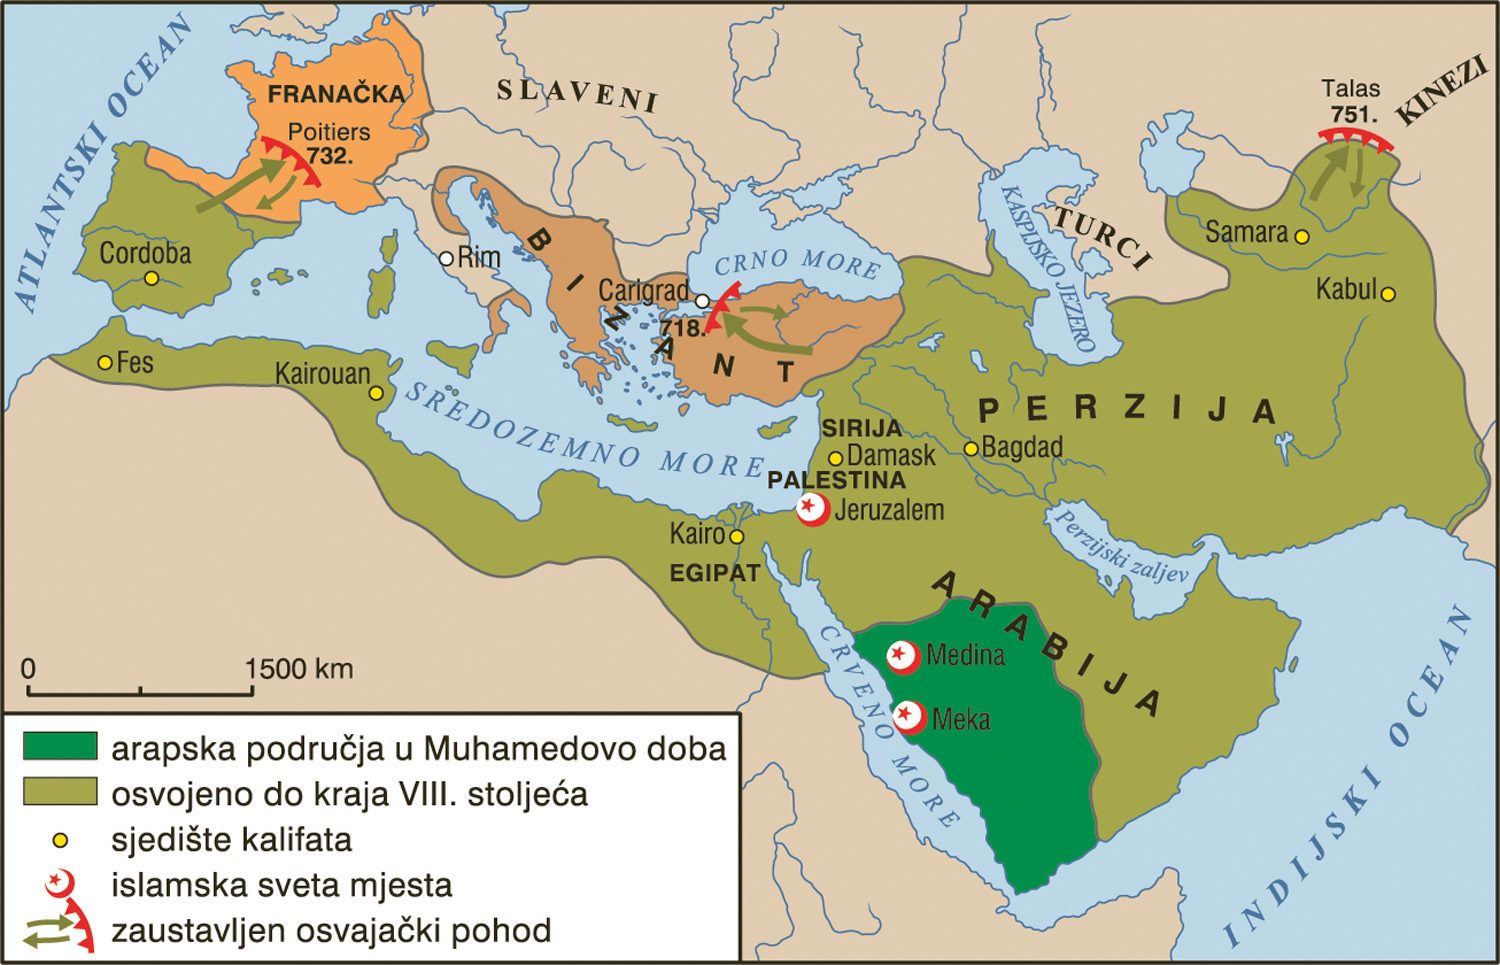 ATLANTSKI OCEAN
FRANAČKA
Poitiers
732.
SLAVENI
Talas
751.
KINEZI
Cordoba
Rim
BIZANT
Carigrad
718.
CRNO MORE
KASPIJSKO JEZERO
TURCI
Samara
Kabul
Fes
Kairouan
SREDOZEMNO MORE
SIRIJA
Damask
PALESTINA
Jeruzalem
Bagdad
PERZIJA
Kairo
EGIPAT
Perzijski zaljev
ARABIJA
Medina
Meka
CRVENO MORE
INDIJSKI OCEAN
0 1500 km
arapska područja u Muhamedovo doba
osvojeno do kraja VIII. stoljeća
sjedište kalifata
islamska sveta mjesta
zaustavljen osvajački pohod